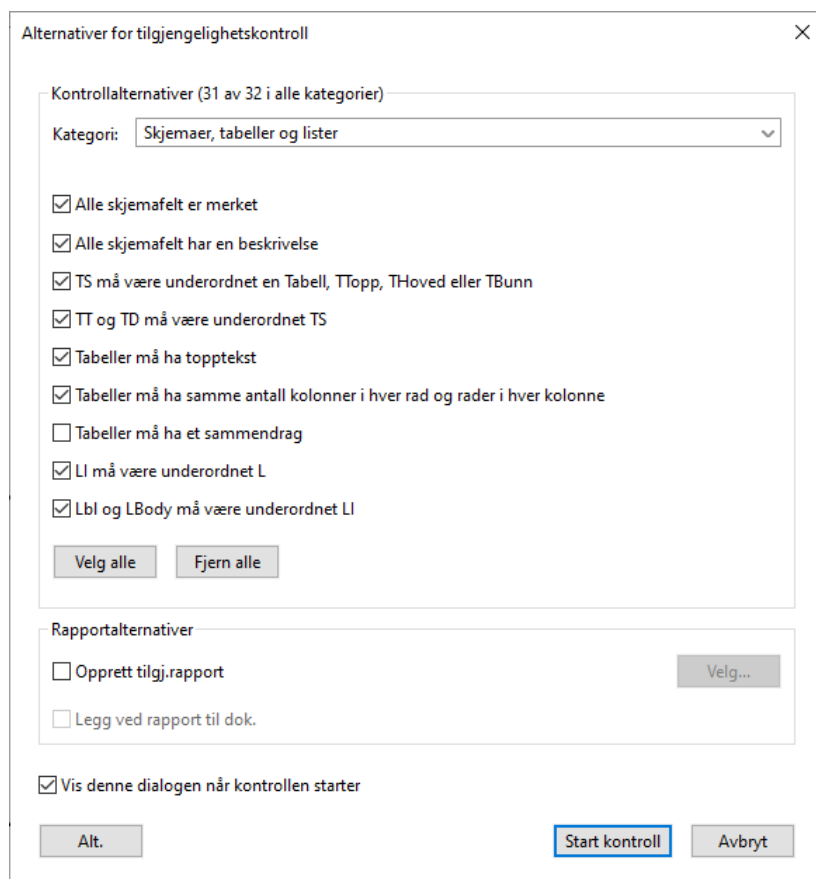 Alternativer for tilgjengelighetskontroll
Kontrollalternativer (31 av 32 i alle kategorier)
Kategori: Skjemaer, tabeller og lister
Alle skjemafelt er merket
Alle skjemafelt har en beskrivelse
TS må være underordnet en Tabell, TTopp, THoved eller TBunn
TT og TD må være underordnet TS
Tabeller må ha topptekst
Tabeller må ha samme antall kolonner i hver rad og rader i hver kolonne
Tabeller må ha et sammendrag
LI må være underordnet L
Lbl og LBody må være underordnet LI
Velg alle Fjern alle
Rapportalternativer
Opprett tilgj.rapport Velg...
Legg ved rapport til dok.
Vis denne dialogen når kontrollen starter
Alt. Start kontroll Avbryt